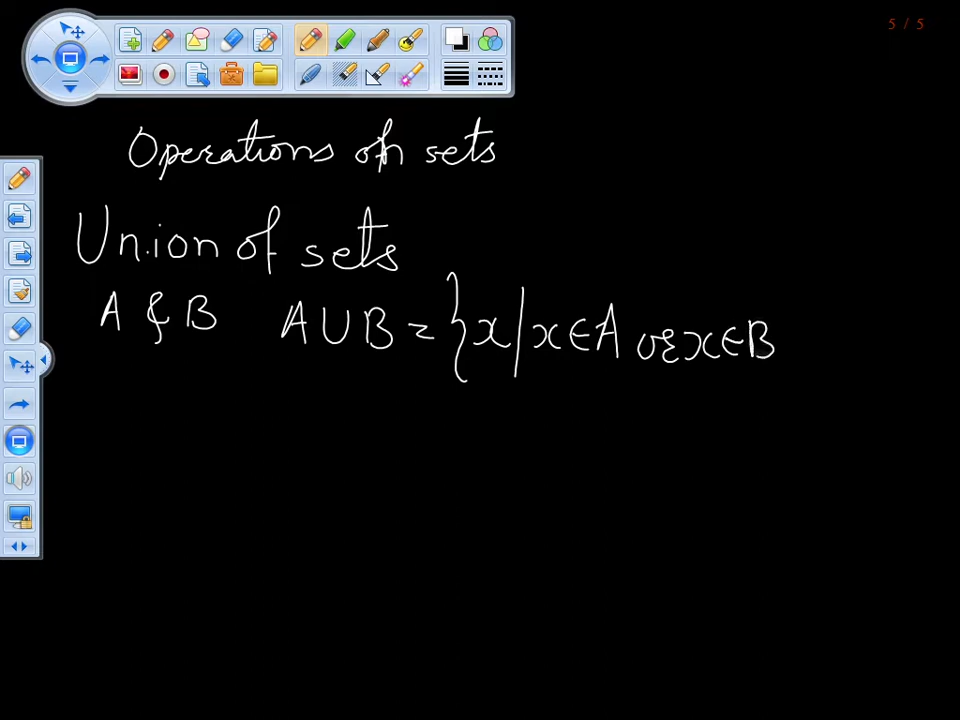 5 / 5
Operations on sets
Union of sets
A & B A ∪ B = {x / x ∈ A or x ∈ B